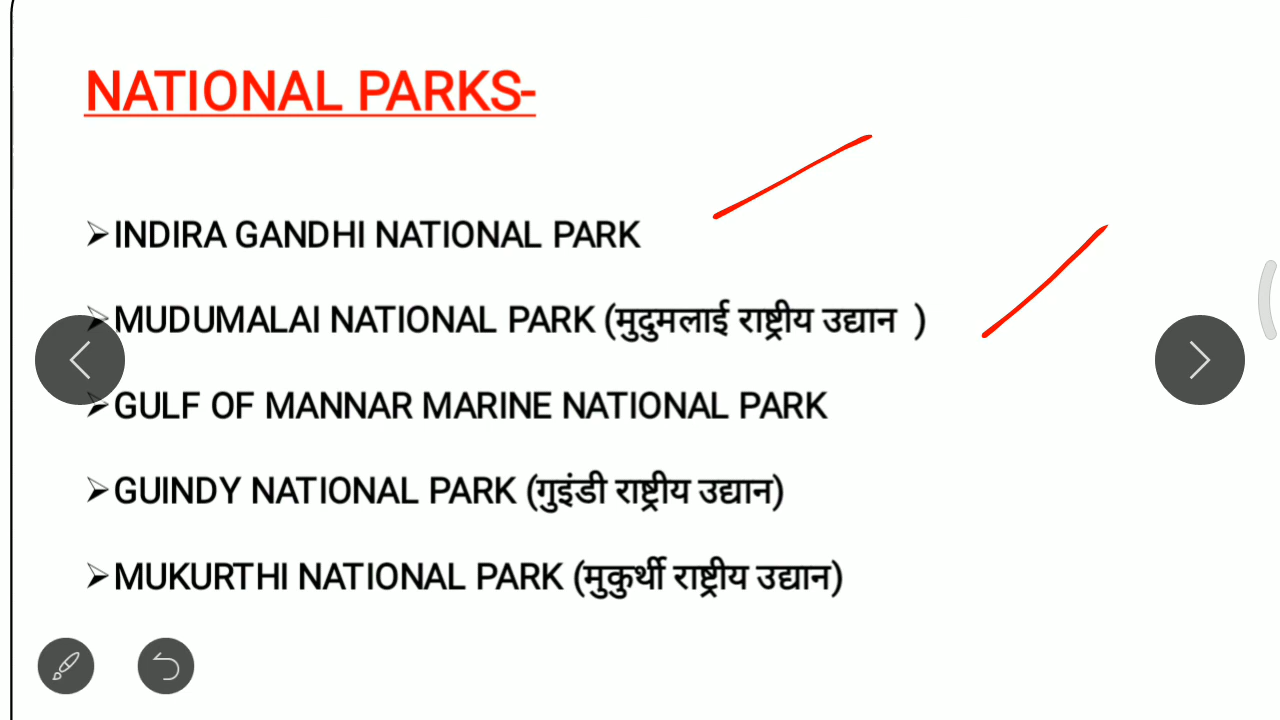 NATIONAL PARKS-
➢INDIRA GANDHI NATIONAL PARK
➢MUDUMALAI NATIONAL PARK (मुदुमलाई राष्ट्रीय उद्यान )
➢GULF OF MANNAR MARINE NATIONAL PARK
➢GUINDY NATIONAL PARK (गुइंडी राष्ट्रीय उद्यान)
➢MUKURTHI NATIONAL PARK (मुकुर्थी राष्ट्रीय उद्यान)